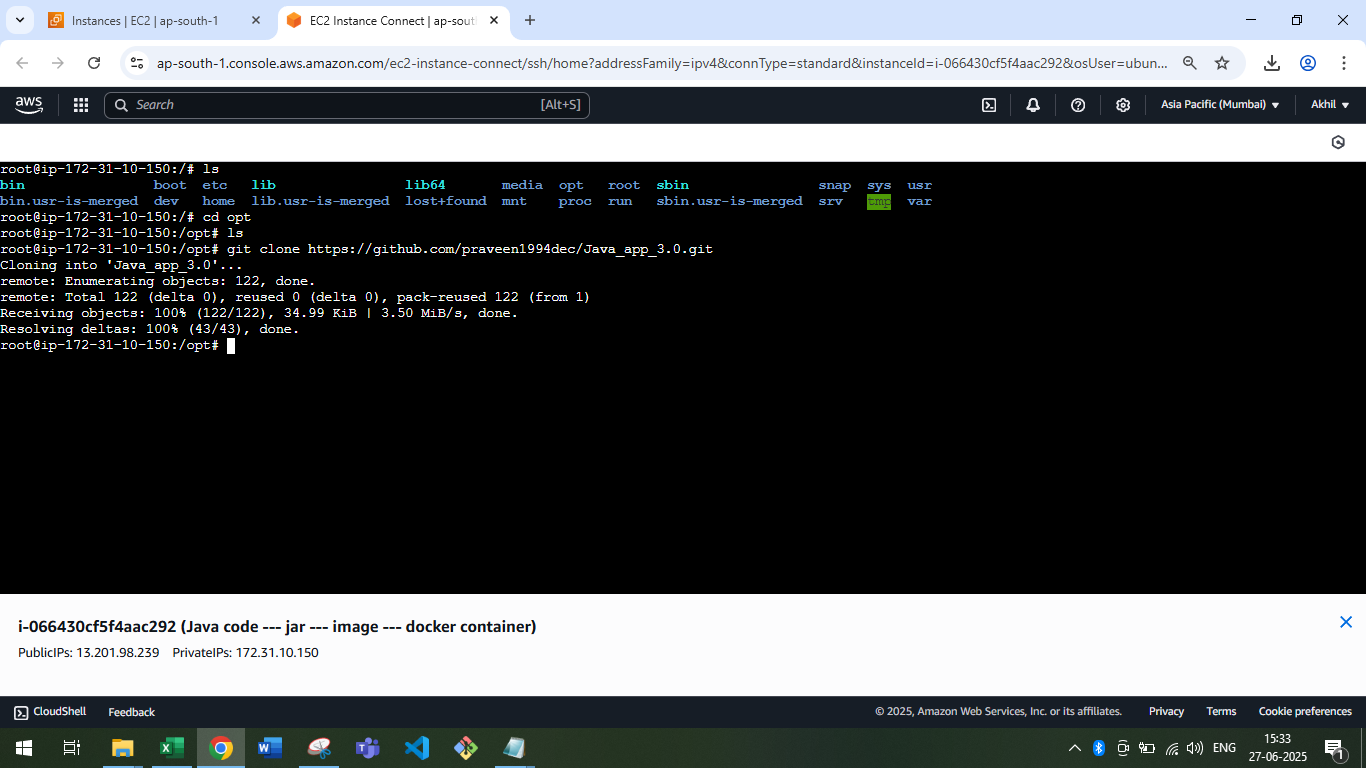 Instances | EC2 | ap-south-1
EC2 Instance Connect | ap-sou
ap-south-1.console.aws.amazon.com/ec2-instance-connect/ssh/home?addressFamily=ipv4&connType=standard&instanceId=i-066430cf5f4aac292&osUser=ubun...
aws Search [Alt+S] Asia Pacific (Mumbai) Akhil
root@ip-172-31-10-150:/# ls
bin boot etc lib lib64 media opt root sbin snap sys usr
bin.usr-is-merged dev home lib.usr-is-merged lost+found mnt proc run sbin.usr-is-merged srv tmp var
root@ip-172-31-10-150:/# cd opt
root@ip-172-31-10-150:/opt# ls
root@ip-172-31-10-150:/opt# git clone https://github.com/praveen1994dec/Java_app_3.0.git
Cloning into 'Java_app_3.0'...
remote: Enumerating objects: 122, done.
remote: Total 122 (delta 0), reused 0 (delta 0), pack-reused 122 (from 1)
Receiving objects: 100% (122/122), 34.99 KiB | 3.50 MiB/s, done.
Resolving deltas: 100% (43/43), done.
root@ip-172-31-10-150:/opt#
i-066430cf5f4aac292 (Java code --- jar --- image --- docker container)
PublicIPs: 13.201.98.239 PrivateIPs: 172.31.10.150
CloudShell Feedback © 2025, Amazon Web Services, Inc. or its affiliates. Privacy Terms Cookie preferences
ENG
15:33
27-06-2025
1